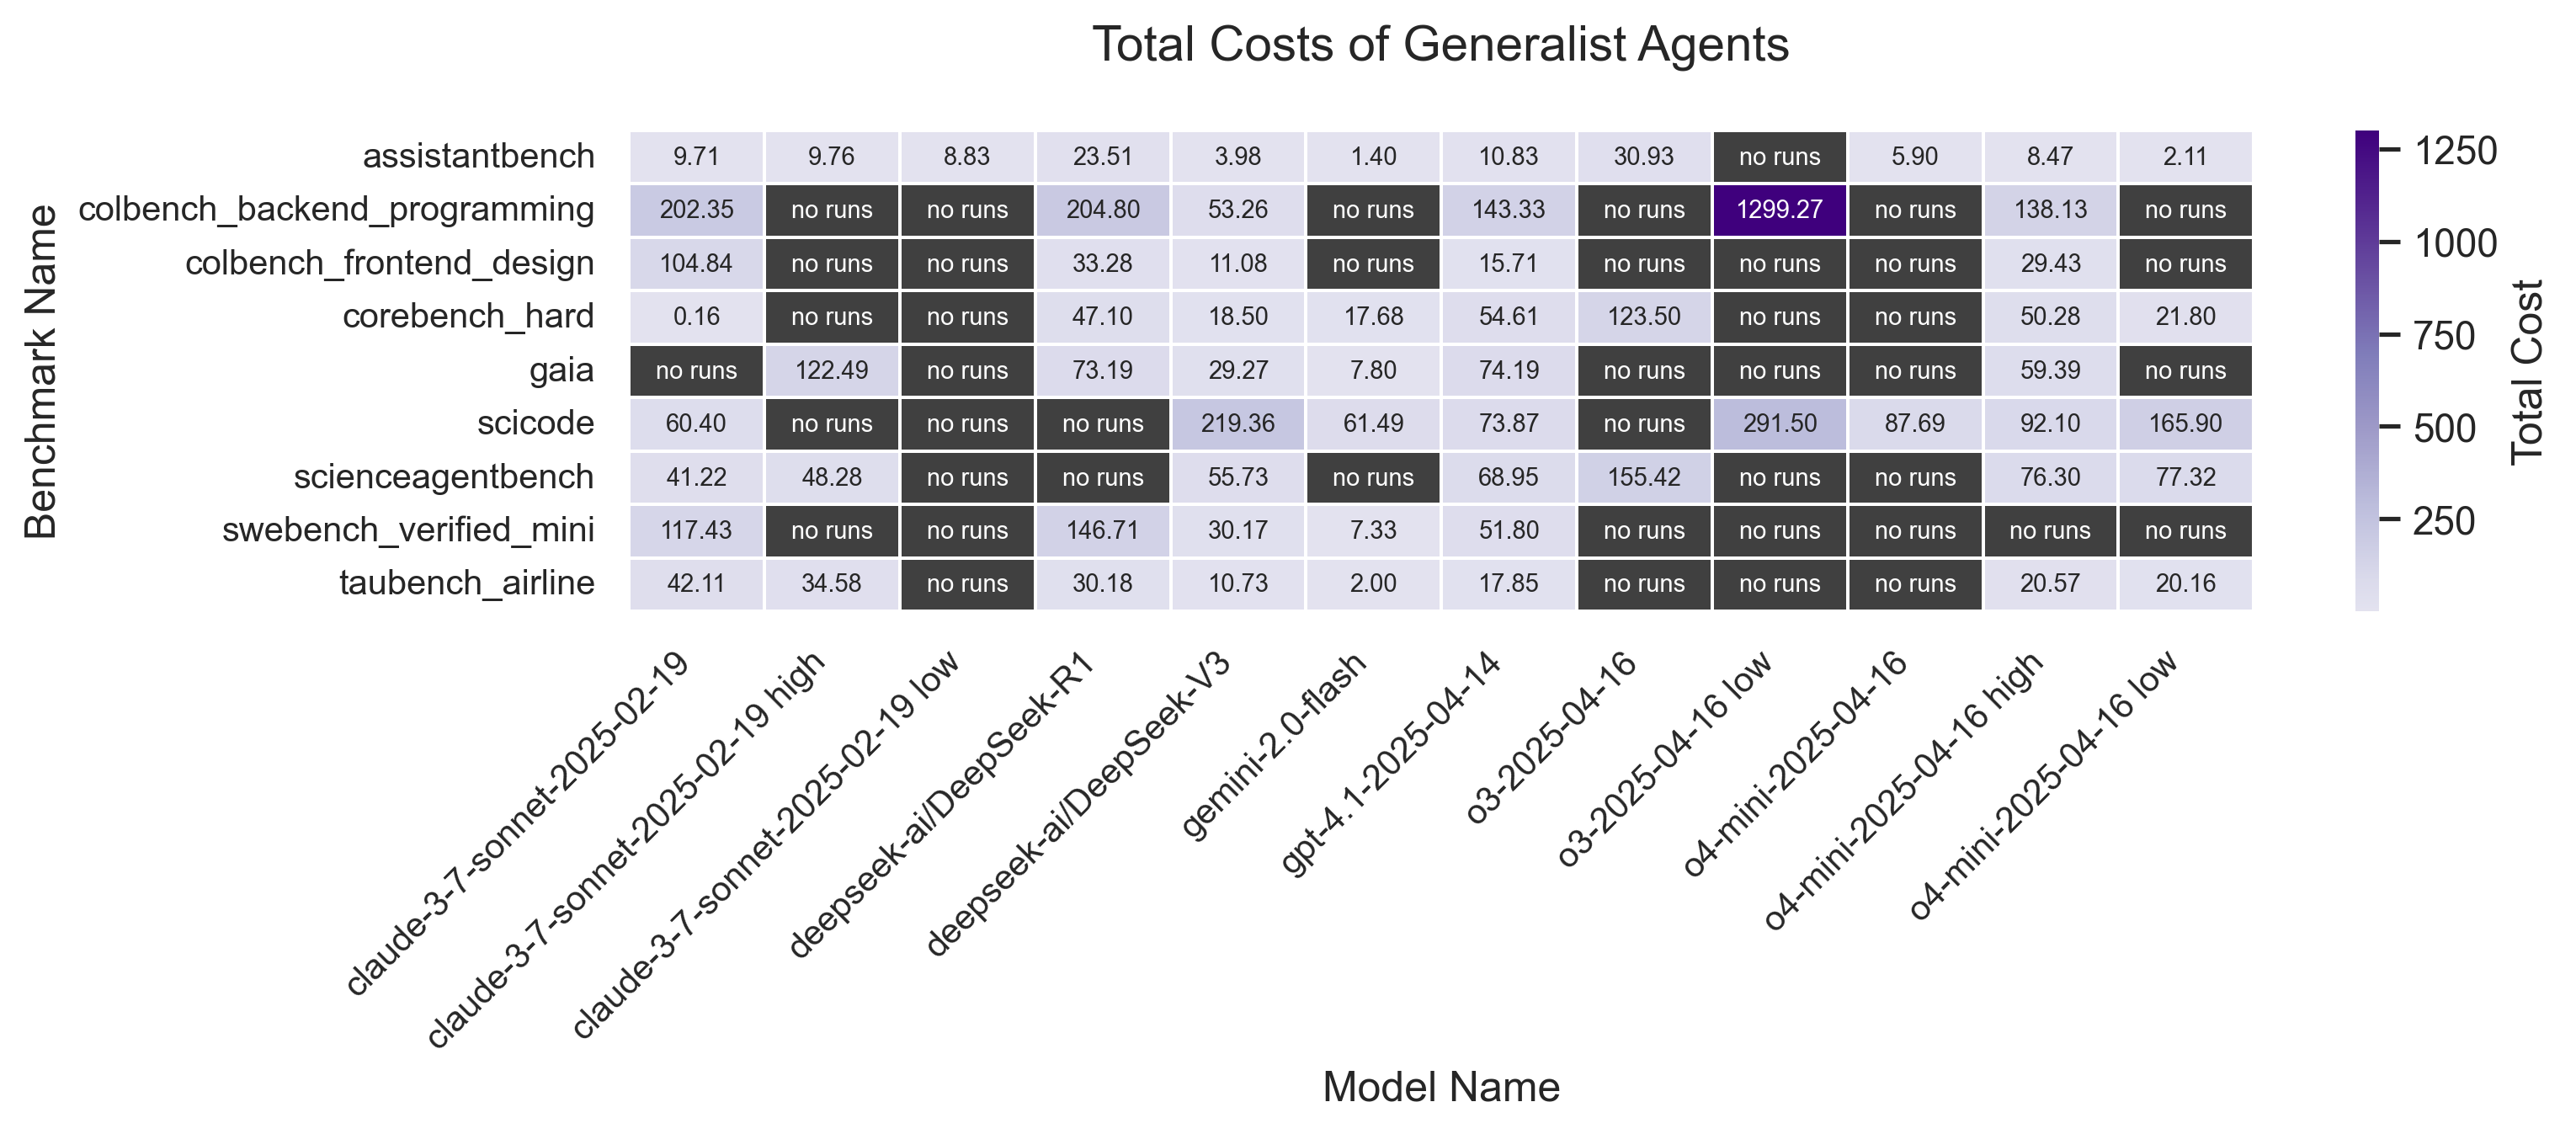 Total Costs of Generalist Agents
assistantbench 9.71 9.76 8.83 23.51 3.98 1.40 10.83 30.93 no runs 5.90 8.47 2.11
colbench_backend_programming 202.35 no runs no runs 204.80 53.26 no runs 143.33 no runs 1299.27 no runs 138.13 no runs
colbench_frontend_design 104.84 no runs no runs 33.28 11.08 no runs 15.71 no runs no runs no runs 29.43 no runs
corebench_hard 0.16 no runs no runs 47.10 18.50 17.68 54.61 123.50 no runs no runs 50.28 21.80
gaia no runs 122.49 no runs 73.19 29.27 7.80 74.19 no runs no runs no runs 59.39 no runs
scicode 60.40 no runs no runs no runs 219.36 61.49 73.87 no runs 291.50 87.69 92.10 165.90
scienceagentbench 41.22 48.28 no runs no runs 55.73 no runs 68.95 155.42 no runs no runs 76.30 77.32
swebench_verified_mini 117.43 no runs no runs 146.71 30.17 7.33 51.80 no runs no runs no runs no runs no runs
taubench_airline 42.11 34.58 no runs 30.18 10.73 2.00 17.85 no runs no runs no runs 20.57 20.16
Benchmark Name
claude-3-7-sonnet-2025-02-19
claude-3-7-sonnet-2025-02-19 high
claude-3-7-sonnet-2025-02-19 low
deepseek-ai/DeepSeek-R1
deepseek-ai/DeepSeek-V3
gemini-2.0-flash
gpt-4.1-2025-04-14
o3-2025-04-16
o3-2025-04-16 low
o4-mini-2025-04-16
o4-mini-2025-04-16 high
o4-mini-2025-04-16 low
Model Name
1250
1000
750
500
250
Total Cost